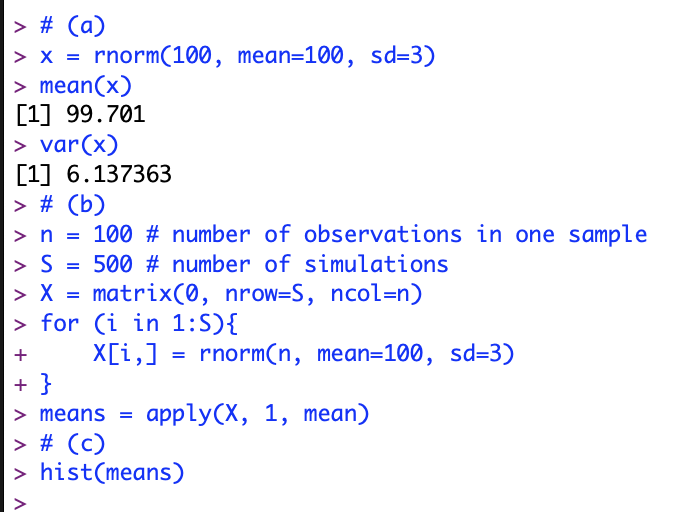 > # (a)
> x = rnorm(100, mean=100, sd=3)
> mean(x)
[1] 99.701
> var(x)
[1] 6.137363
> # (b)
> n = 100 # number of observations in one sample
> S = 500 # number of simulations
> X = matrix(0, nrow=S, ncol=n)
> for (i in 1:S){
+     X[i,] = rnorm(n, mean=100, sd=3)
+ }
> means = apply(X, 1, mean)
> # (c)
> hist(means)
>